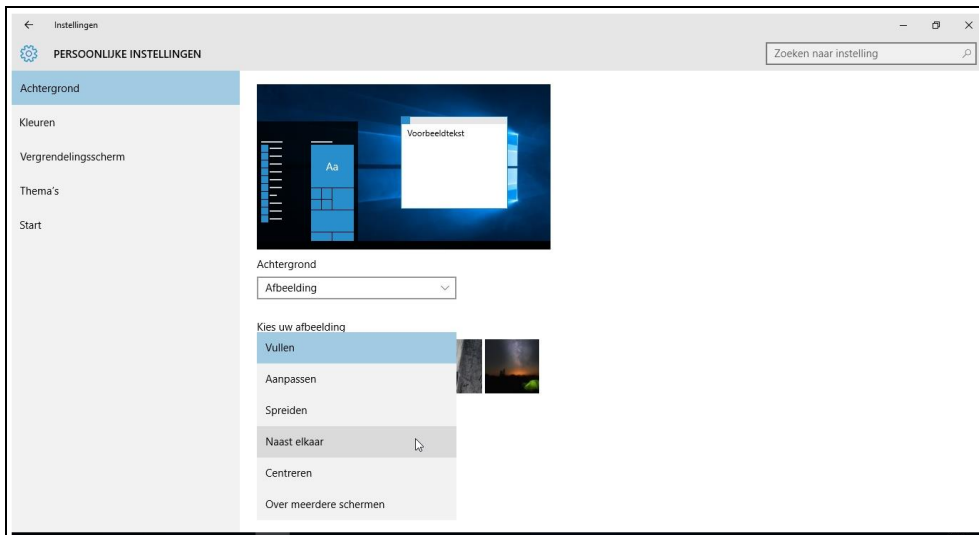 Instellingen
PERSOONLIJKE INSTELLINGEN
Zoeken naar instelling
Achtergrond
Kleuren
Vergrendelingsscherm
Thema's
Start
Voorbeeldtekst
Aa
Achtergrond
Afbeelding
Kies uw afbeelding
Vullen
Aanpassen
Spreiden
Naast elkaar
Centreren
Over meerdere schermen